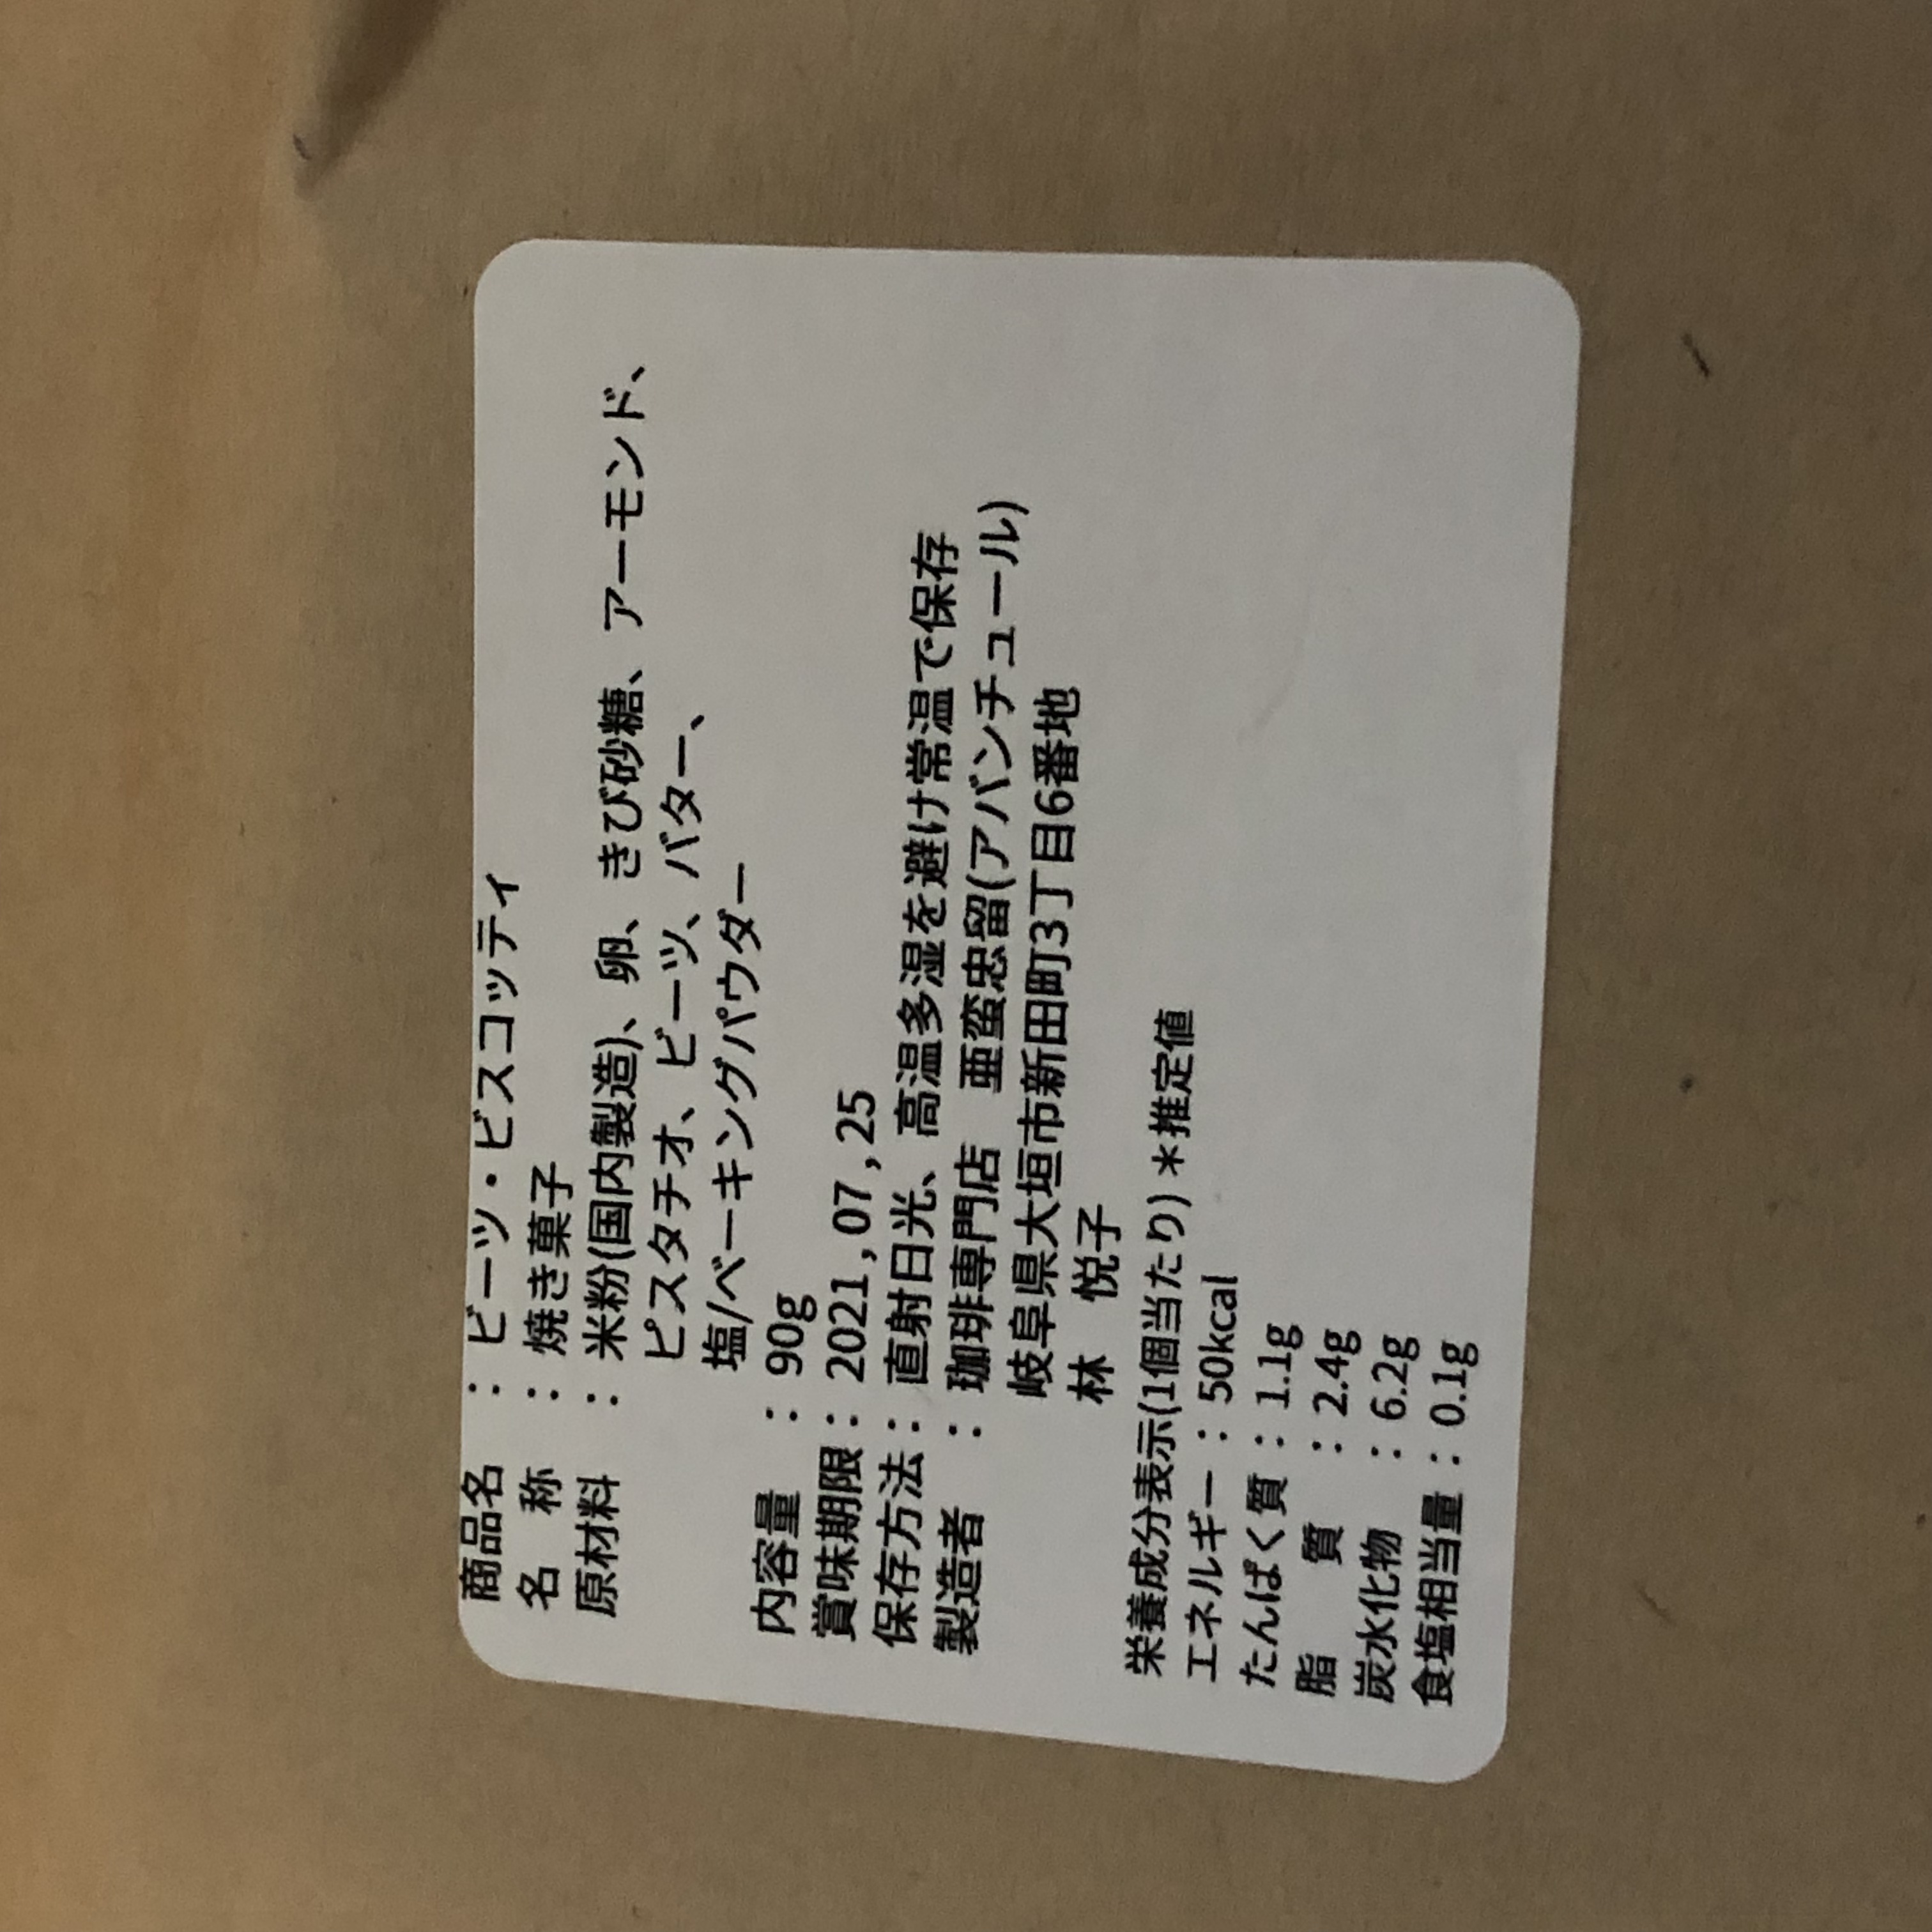 商品名　：ビーツ・ビスコッティ
名　称　：焼き菓子
原材料　：米粉(国内製造)、卵、きび砂糖、アーモンド、
ピスタチオ、ビーツ、バター、
塩/ベーキングパウダー
内容量　：90g
賞味期限：2021,07,25
保存方法：直射日光、高温多湿を避け常温で保存
製造者　：珈琲専門店　亜蛮忠留(アバンチュール)
岐阜県大垣市新田町3丁目6番地
林　悦子
栄養成分表示(1個当たり)＊推定値
エネルギー：50kcal
たんぱく質：1.1g
脂　　質　：2.4g
炭水化物　：6.2g
食塩相当量：0.1g